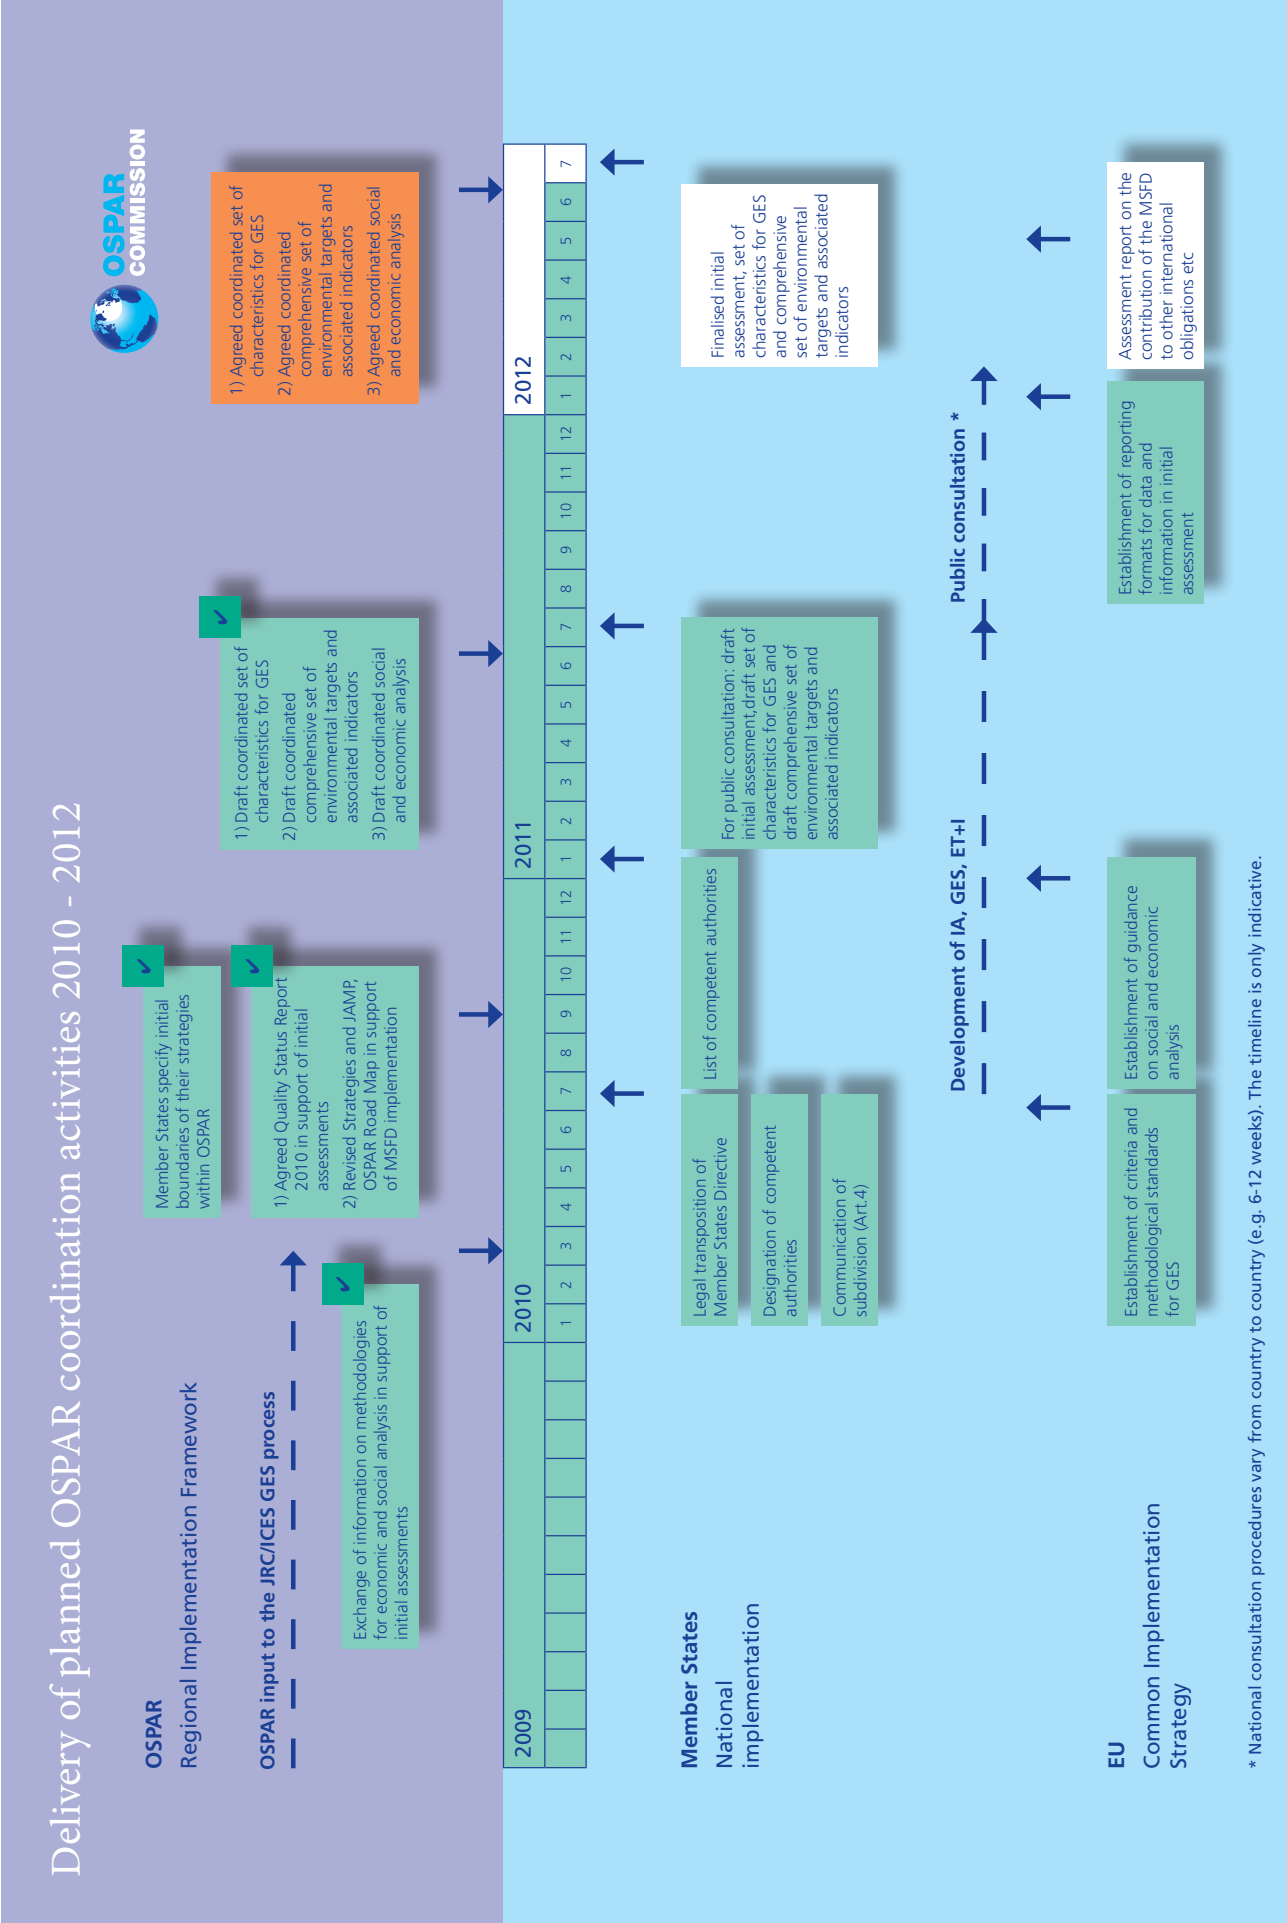 Delivery of planned OSPAR coordination activities 2010 - 2012
OSPAR
COMMISSION
OSPAR
Regional Implementation Framework
OSPAR input to the JRC/ICES GES process
Exchange of information on methodologies
for economic and social analysis in support of
initial assessments
Member States specify initial
boundaries of their strategies
within OSPAR
1) Agreed Quality Status Report
2010 in support of initial
assessments
2) Revised Strategies and JAMP,
OSPAR Road Map in support
of MSFD implementation
1) Draft coordinated set of
characteristics for GES
2) Draft coordinated
comprehensive set of
environmental targets and
associated indicators
3) Draft coordinated social
and economic analysis
1) Agreed coordinated set of
characteristics for GES
2) Agreed coordinated
comprehensive set of
environmental targets and
associated indicators
3) Agreed coordinated social
and economic analysis
2009 2010 2011 2012
1 2 3 4 5 6 7 8 9 10 11 12 1 2 3 4 5 6 7 8 9 10 11 12 1 2 3 4 5 6 7
Member States
National
implementation
Legal transposition of
Member States Directive
Designation of competent
authorities
Communication of
subdivision (Art.4)
List of competent authorities
For public consultation: draft
initial assessment,draft set of
characteristics for GES and
draft comprehensive set of
environmental targets and
associated indicators
Finalised initial
assessment, set of
characteristics for GES
and comprehensive
set of environmental
targets and associated
indicators
Development of IA, GES, ET+I
Public consultation *
EU
Common Implementation
Strategy
Establishment of criteria and
methodological standards
for GES
Establishment of guidance
on social and economic
analysis
Establishment of reporting
formats for data and
information in initial
assessment
Assessment report on the
contribution of the MSFD
to other international
obligations etc
* National consultation procedures vary from country to country (e.g. 6-12 weeks). The timeline is only indicative.